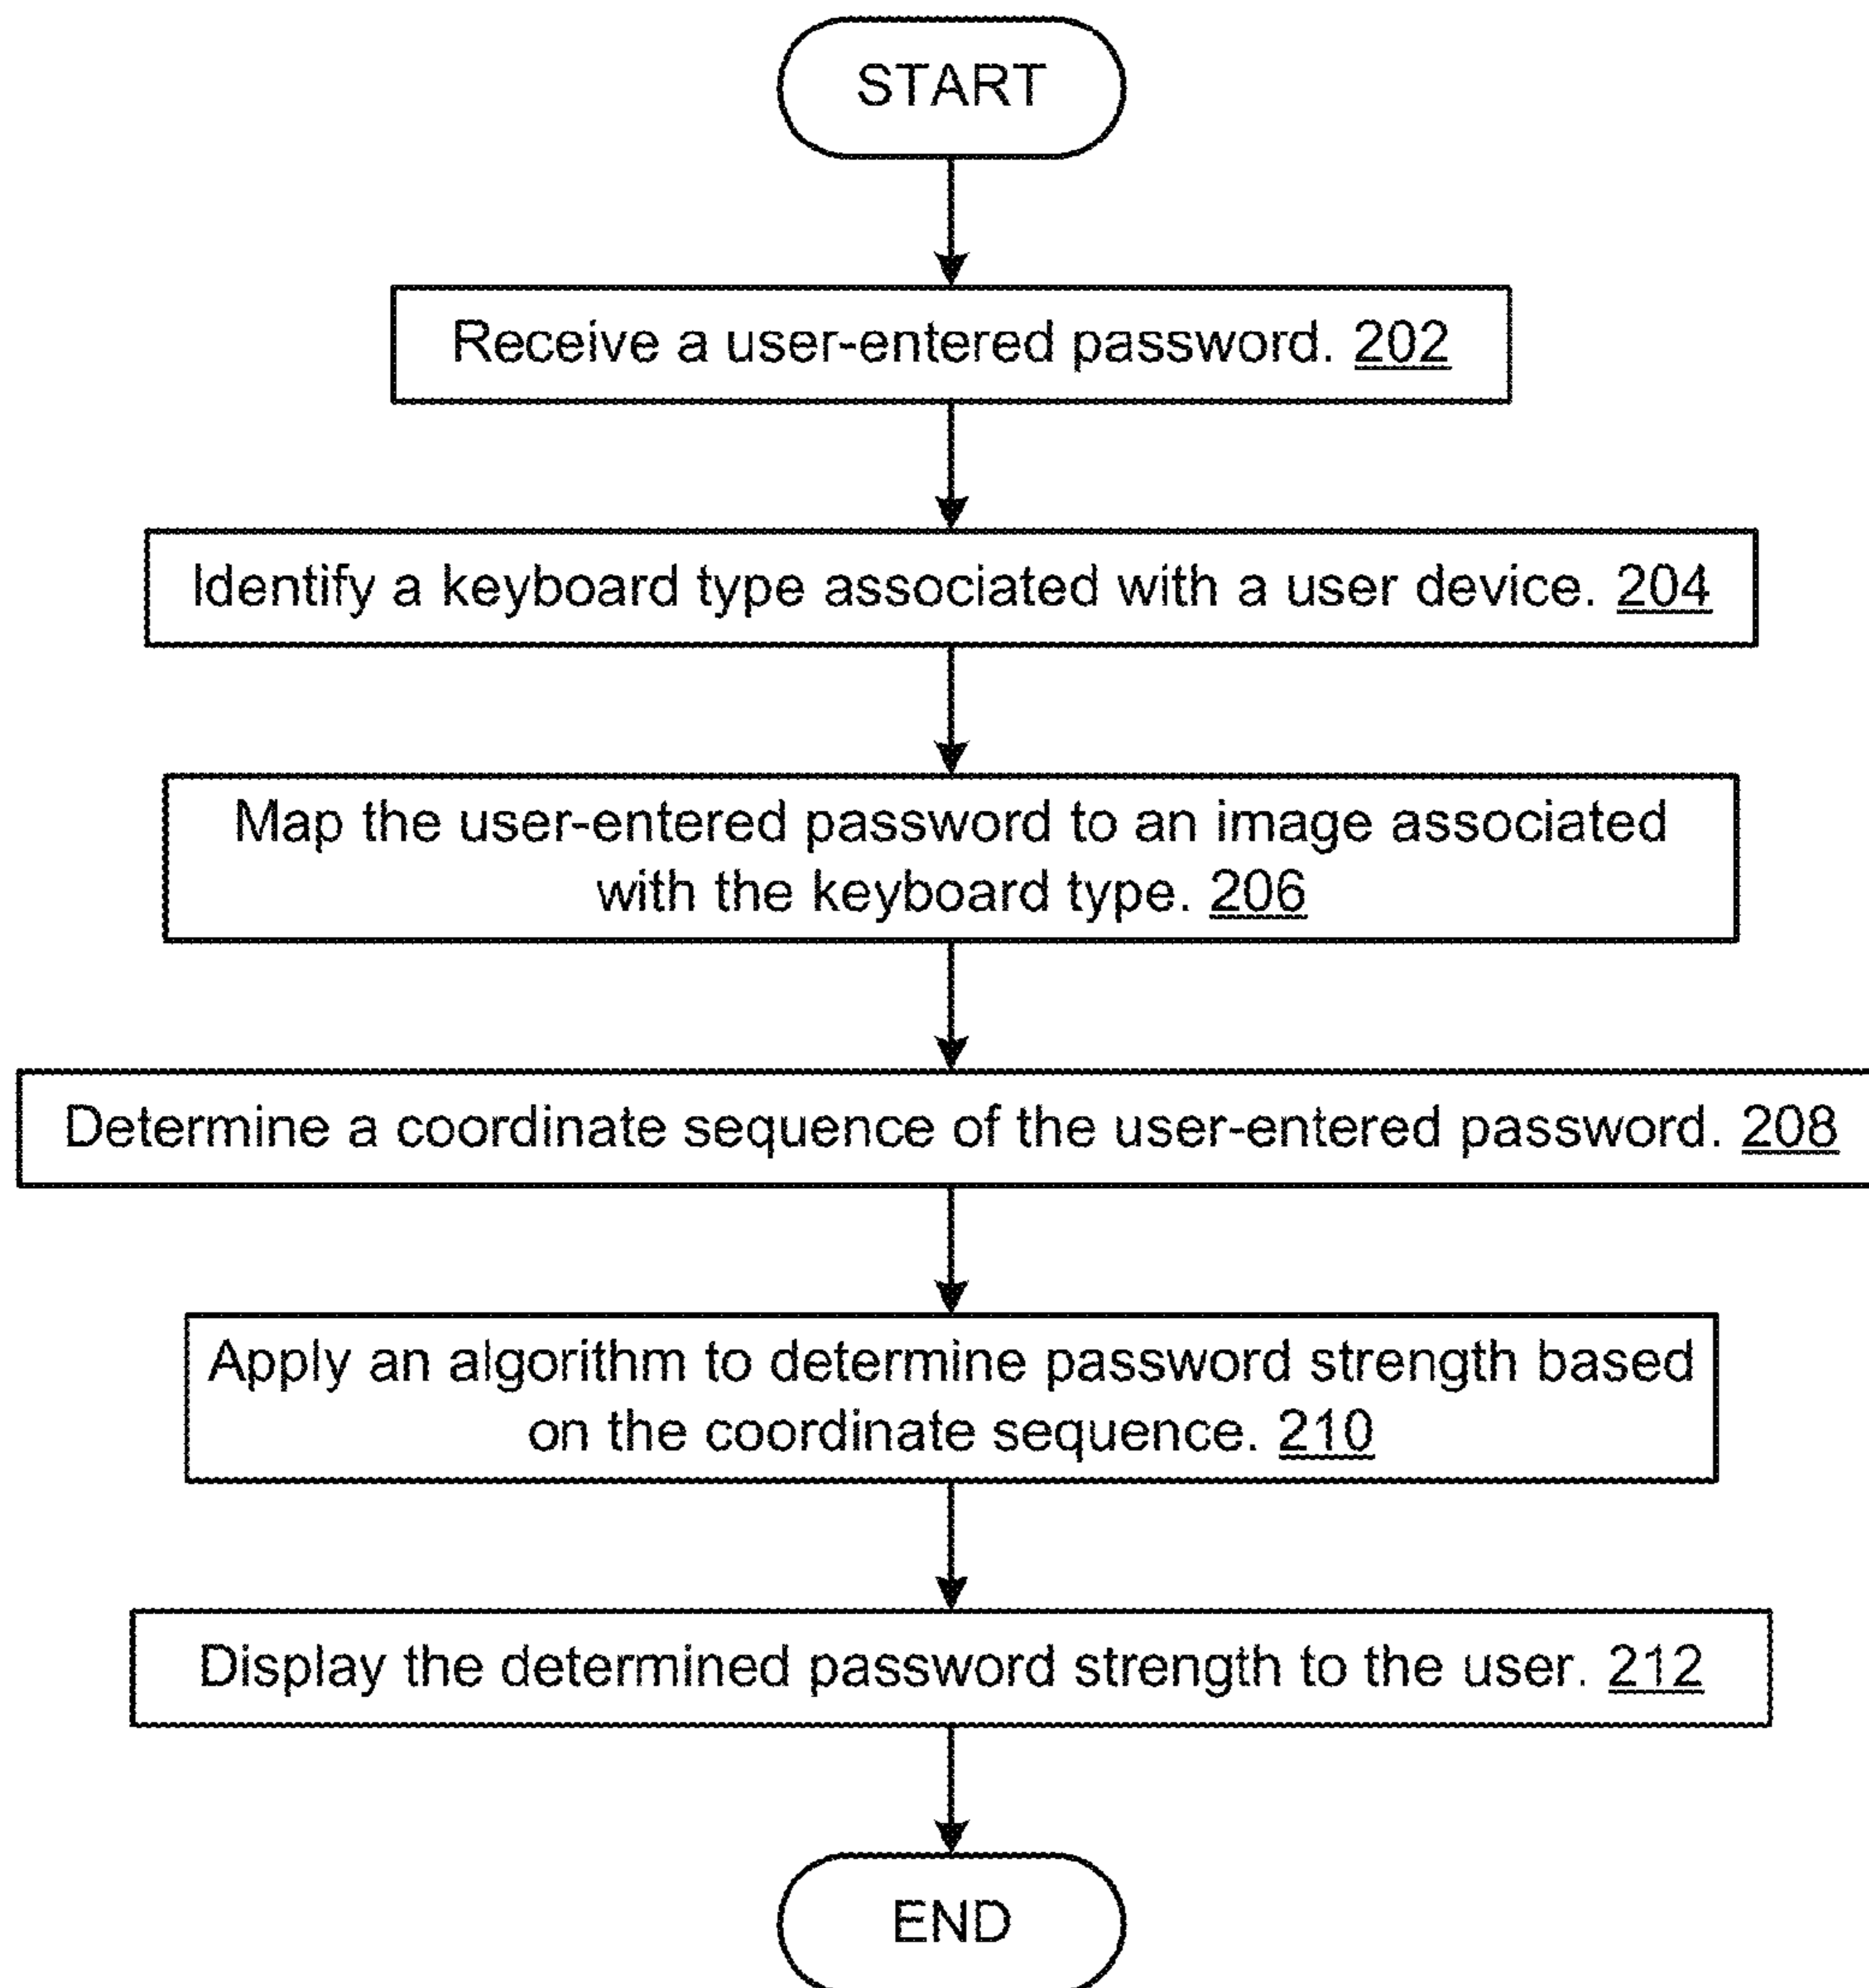 START
Receive a user-entered password. 202
Identify a keyboard type associated with a user device. 204
Map the user-entered password to an image associated
with the keyboard type. 206
Determine a coordinate sequence of the user-entered password. 208
Apply an algorithm to determine password strength based
on the coordinate sequence. 210
Display the determined password strength to the user. 212
END